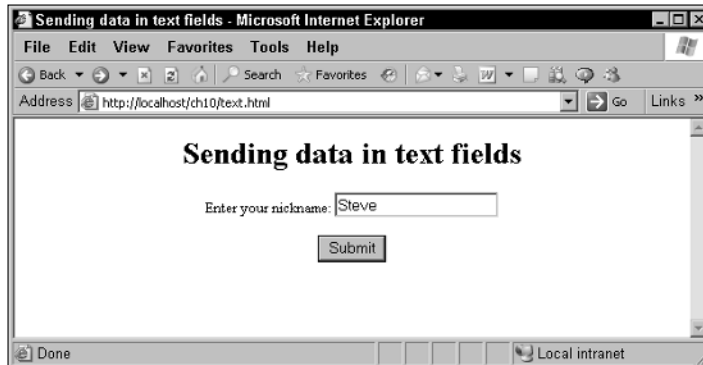 Sending data in text fields - Microsoft Internet Explorer
File Edit View Favorites Tools Help
Back Search Favorites
Address http://localhost/ch10/text.html Go Links »
Sending data in text fields
Enter your nickname: Steve
Submit
Done Local intranet